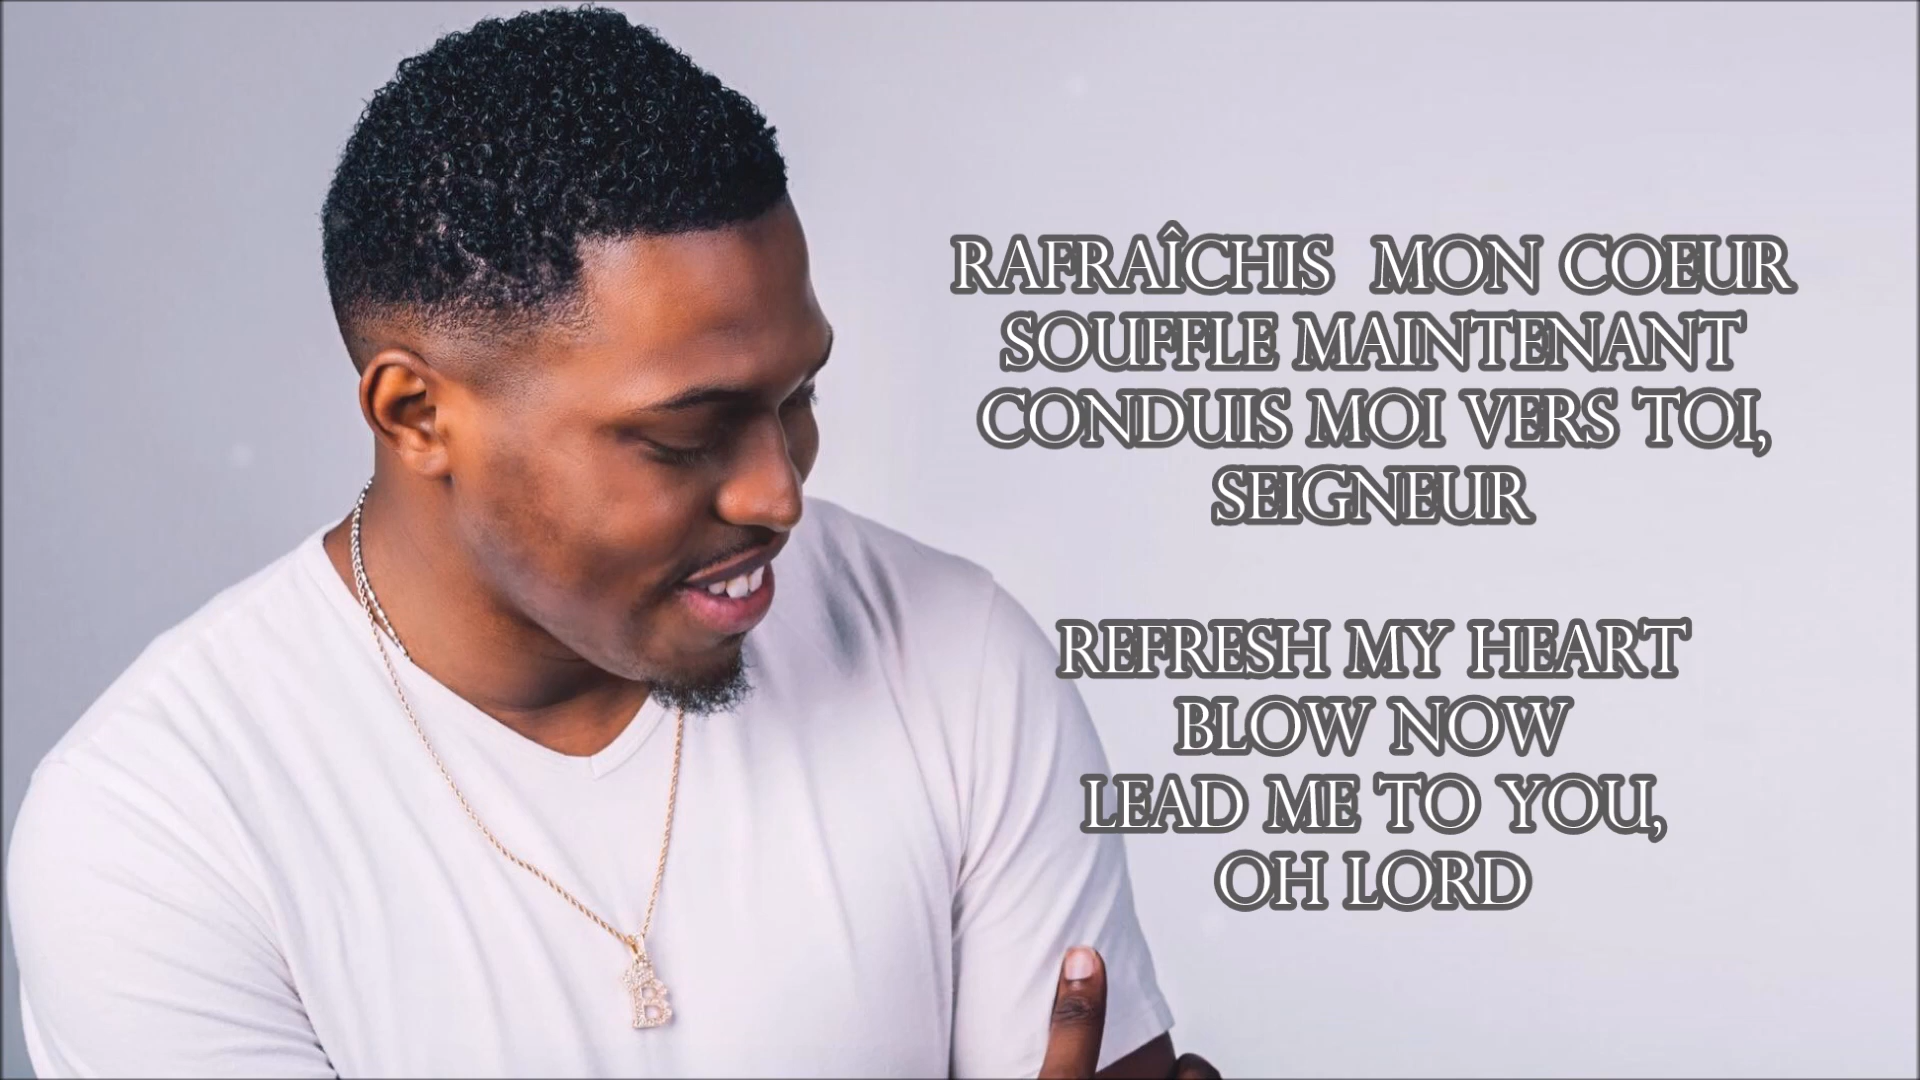 RAFRAÎCHIS MON COEUR
SOUFFLE MAINTENANT
CONDUIS MOI VERS TOI,
SEIGNEUR
REFRESH MY HEART
BLOW NOW
LEAD ME TO YOU,
OH LORD
B